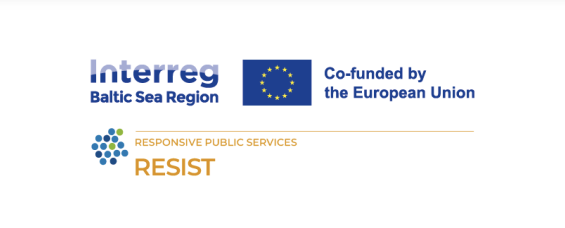 Interreg
Baltic Sea Region
Co-funded by
the European Union
RESPONSIVE PUBLIC SERVICES
RESIST